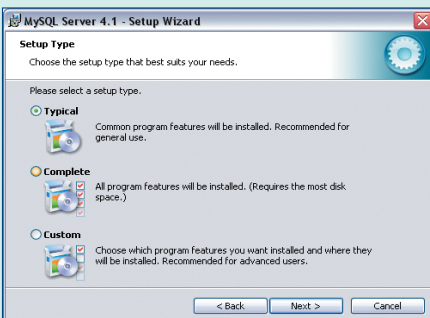 MySQL Server 4.1 - Setup Wizard
Setup Type
Choose the setup type that best suits your needs.
Please select a setup type.
Typical
Common program features will be installed. Recommended for
general use.
Complete
All program features will be installed. (Requires the most disk
space.)
Custom
Choose which program features you want installed and where they
will be installed. Recommended for advanced users.
< Back Next > Cancel